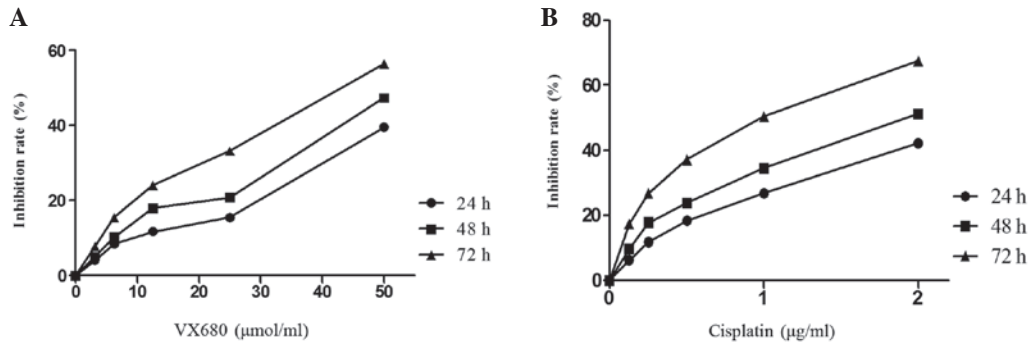 A
60
40
20
0
0 10 20 30 40 50
Inhibition rate (%)
VX680 (μmol/ml)
24 h
48 h
72 h
B
80
60
40
20
0
0 1 2
Inhibition rate (%)
Cisplatin (μg/ml)
24 h
48 h
72 h